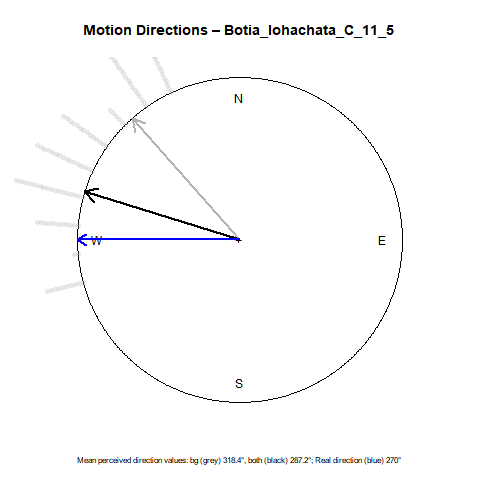 Motion Directions – Botia_lohachata_C_11_5
N
W
E
S
Mean perceived direction values: bg (grey) 318.4°, both (black) 287.2°; Real direction (blue) 270°